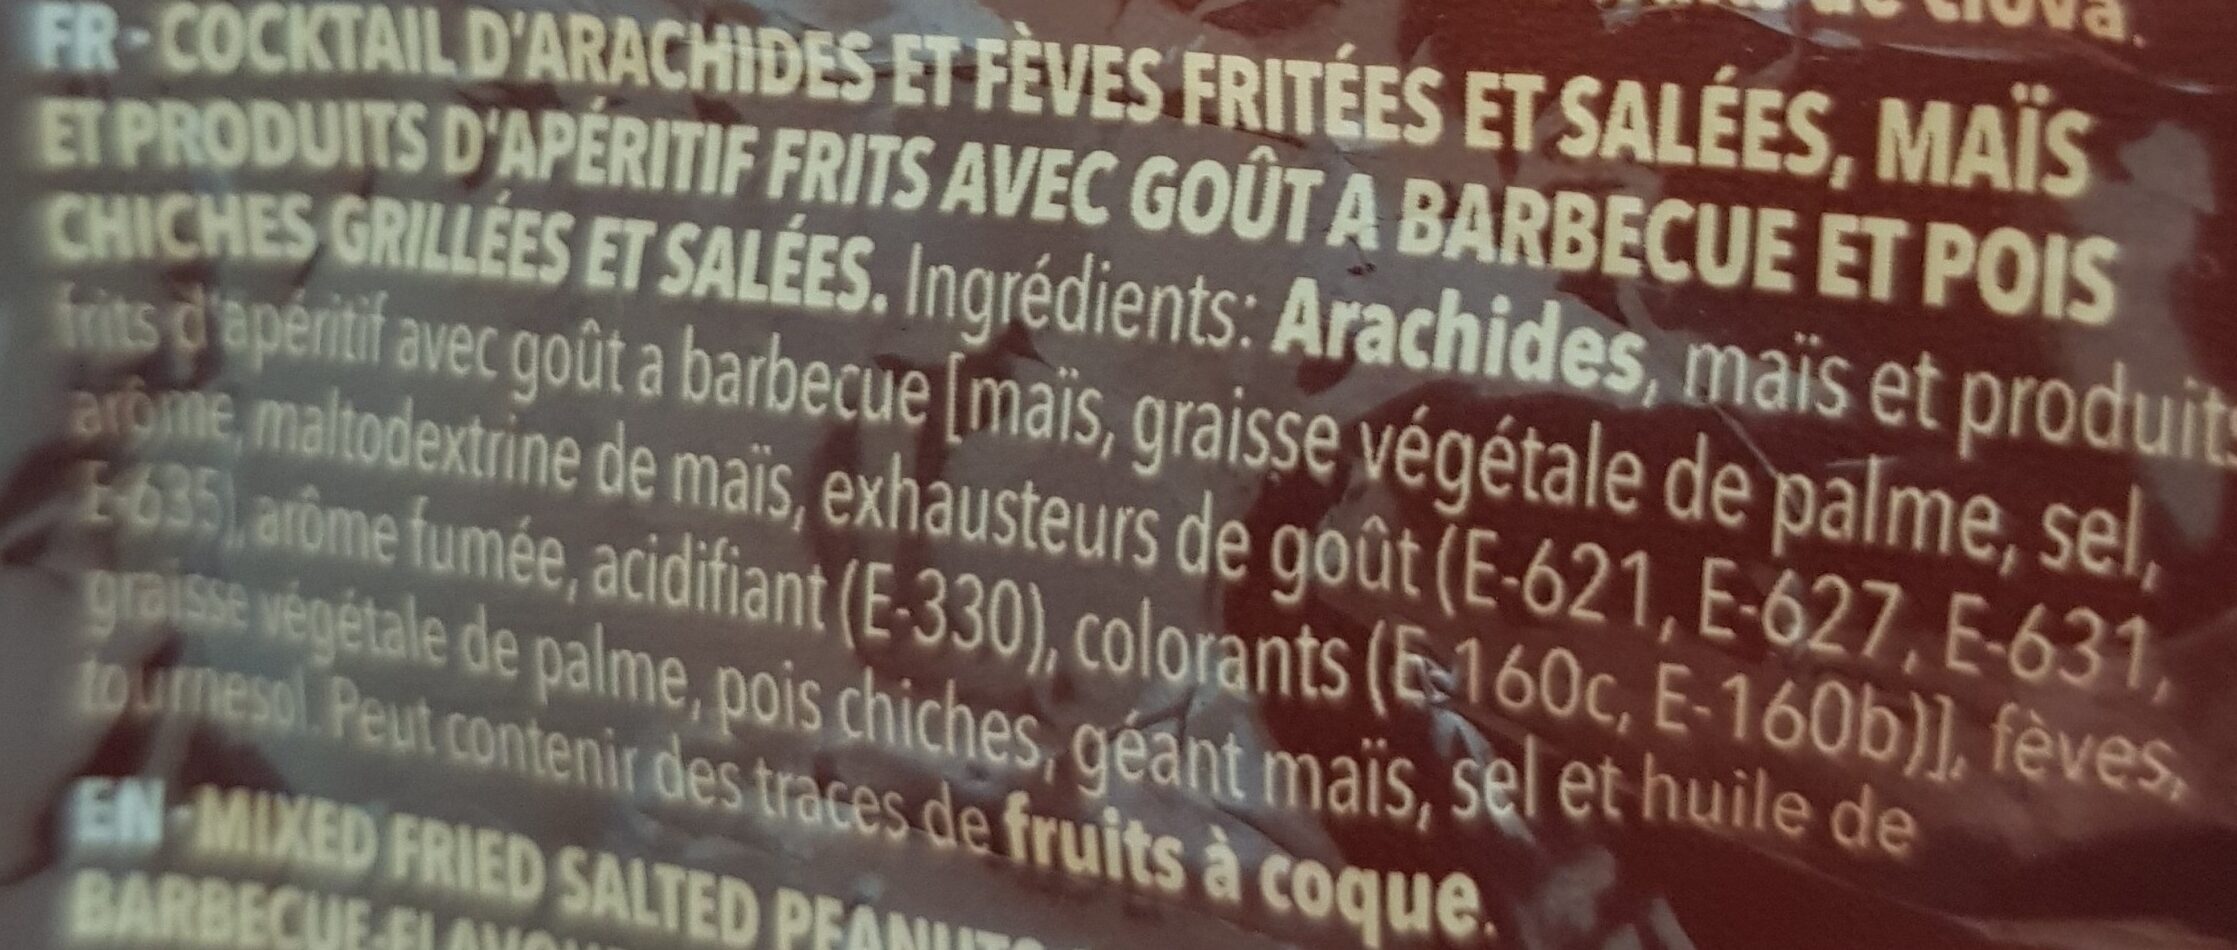 de clova.
FR - COCKTAIL D'ARACHIDES ET FÈVES FRITÉES ET SALÉES, MAÏS
ET PRODUITS D'APÉRITIF FRITS AVEC GOÛT A BARBECUE ET POIS
CHICHES GRILLÉES ET SALÉES. Ingrédients: Arachides, maïs et produits
frits d'apéritif avec goût a barbecue [maïs, graisse végétale de palme, sel,
arôme, maltodextrine de maïs, exhausteurs de goût (E-621, E-627, E-631,
E-635), arôme fumée, acidifiant (E-330), colorants (E-160c, E-160b)], fèves,
graisse végétale de palme, pois chiches, géant maïs, sel et huile de
tournesol. Peut contenir des traces de fruits à coque.
EN - MIXED FRIED SALTED PEANUTS